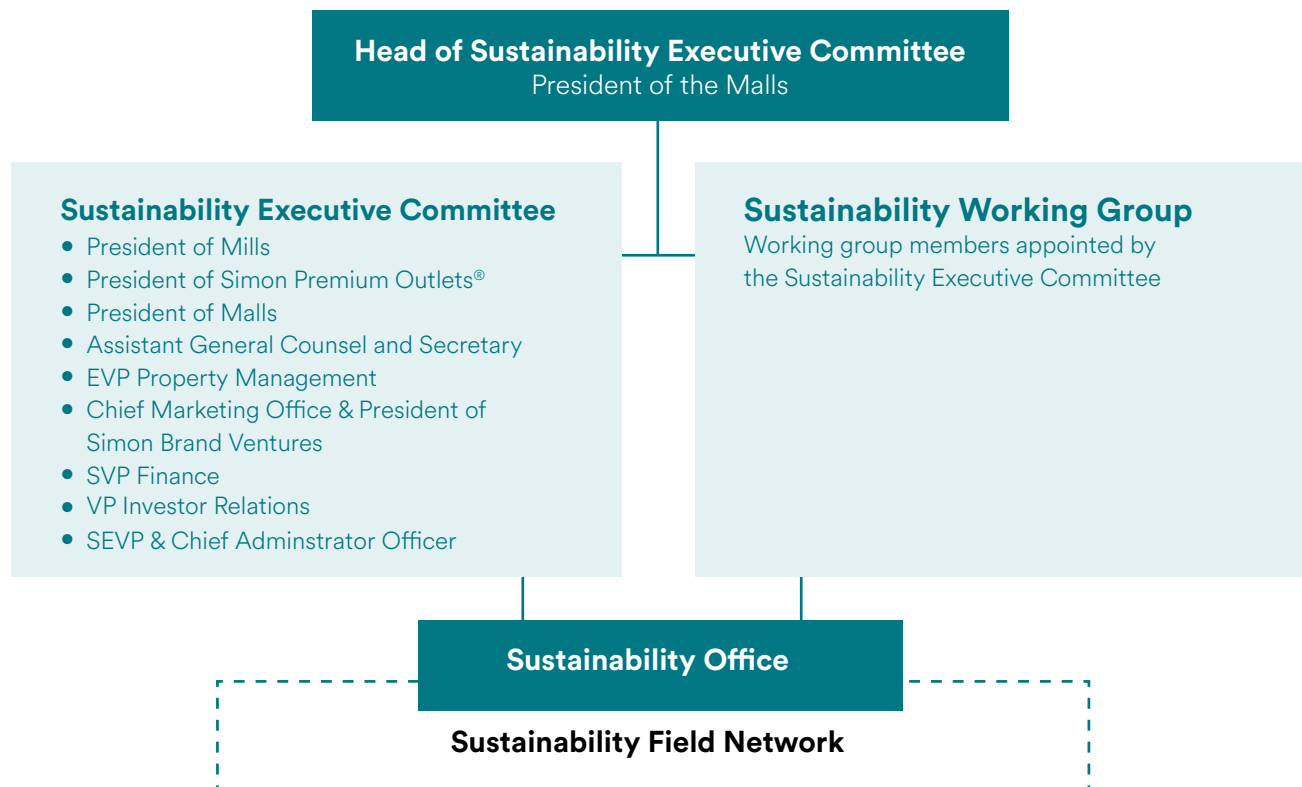 Head of Sustainability Executive Committee
President of the Malls
Sustainability Executive Committee
• President of Mills
• President of Simon Premium Outlets®
• President of Malls
• Assistant General Counsel and Secretary
• EVP Property Management
• Chief Marketing Office & President of
Simon Brand Ventures
• SVP Finance
• VP Investor Relations
• SEVP & Chief Adminstrator Officer
Sustainability Working Group
Working group members appointed by
the Sustainability Executive Committee
Sustainability Office
Sustainability Field Network